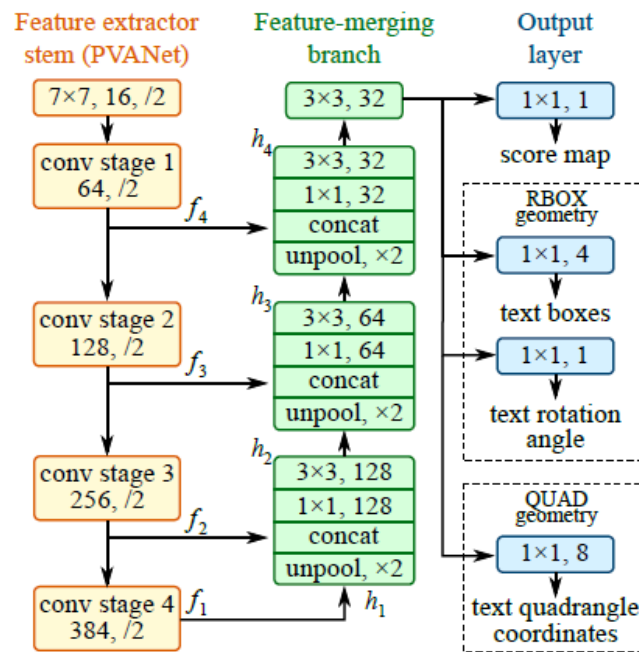 Feature extractor
stem (PVANet)
7×7, 16, /2
conv stage 1
64, /2
f4
conv stage 2
128, /2
f3
conv stage 3
256, /2
f2
conv stage 4
384, /2
f1
Feature-merging
branch
3×3, 32
h4
3×3, 32
1×1, 32
concat
unpool, ×2
h3
3×3, 64
1×1, 64
concat
unpool, ×2
h2
3×3, 128
1×1, 128
concat
unpool, ×2
h1
Output
layer
1×1, 1
score map
RBOX
geometry
1×1, 4
text boxes
1×1, 1
text rotation
angle
QUAD
geometry
1×1, 8
text quadrangle
coordinates